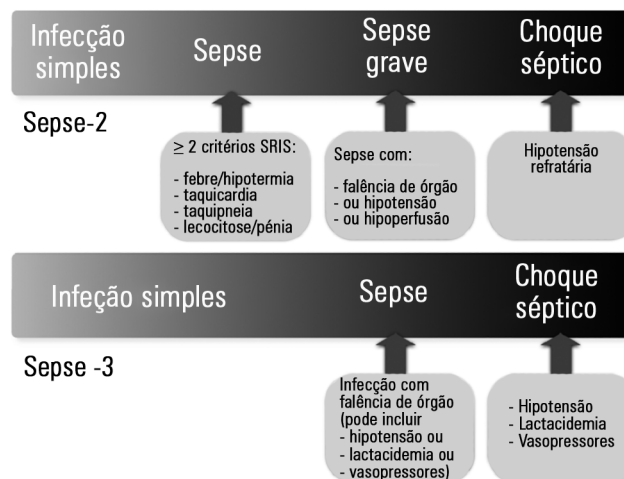 Infecção
simples
Sepse
Sepse
grave
Choque
séptico
Sepse-2
≥ 2 critérios SRIS:
- febre/hipotermia
- taquicardia
- taquipneia
- lecocitose/pénia
Sepse com:
- falência de órgão
- ou hipotensão
- ou hipoperfusão
Hipotensão
refratária
Infeção simples
Sepse
Choque
séptico
Sepse -3
Infecção com
falência de órgão
(pode incluir
- hipotensão ou
- lactacidemia ou
- vasopressores)
- Hipotensão
- Lactacidemia
- Vasopressores